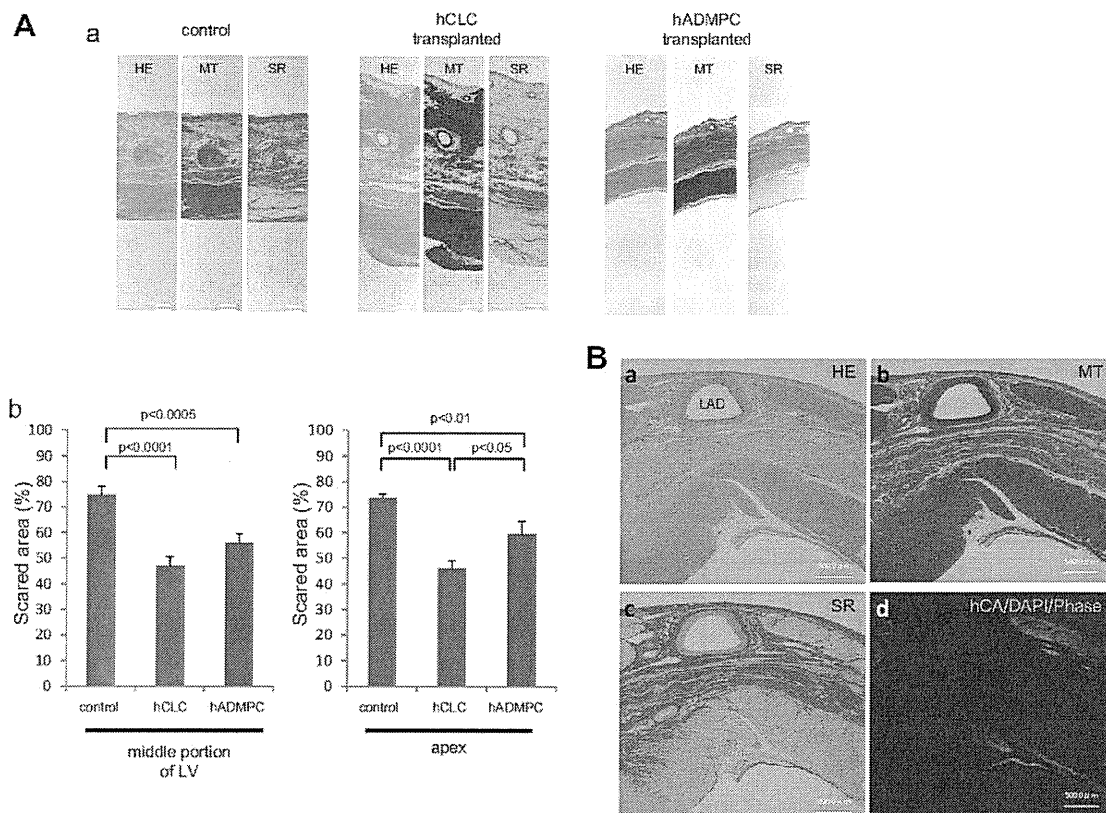 A
a
control
HE MT SR
hCLC
transplanted
HE MT SR
hADMPC
transplanted
HE MT SR
b
Scared area (%)
100
90
80
70
60
50
40
30
20
10
0
p<0.0005
p<0.0001
control hCLC hADMPC
middle portion
of LV
Scared area (%)
100
90
80
70
60
50
40
30
20
10
0
p<0.01
p<0.0001 p<0.05
control hCLC hADMPC
apex
B
a HE
LAD
b MT
c SR
d hCA/DAPI/Phase
500.0 μm